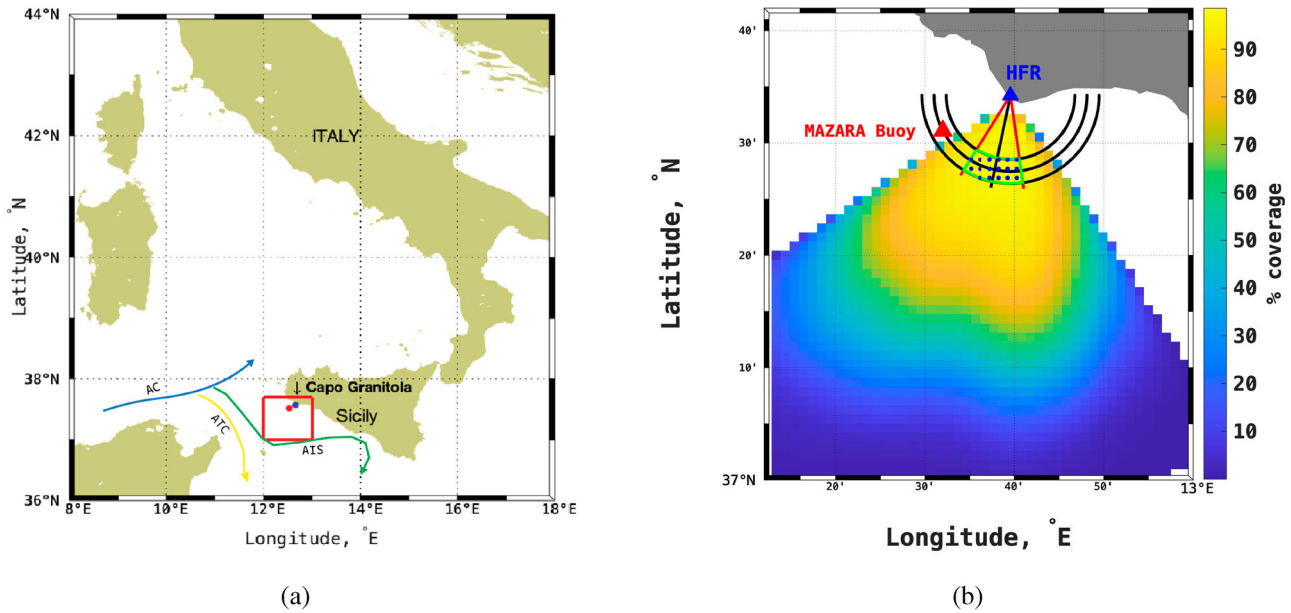 44°N
42°N
40°N
38°N
36°N
8°E
10°E
12°E
14°E
16°E
18°E
Latitude, °N
Longitude, °E
ITALY
↓ Capo Granitola
Sicily
AC
ATC
AIS
(a)
40'
30'
20'
10'
37°N
20'
30'
40'
50'
13°E
Latitude, °N
Longitude, °E
HFR
MAZARA Buoy
90
80
70
60
50
40
30
20
10
% coverage
(b)